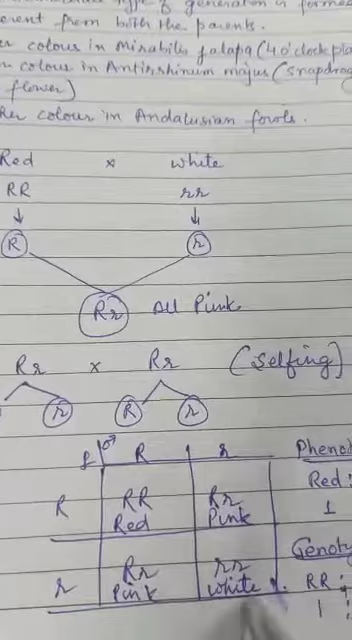 type of generation is formed
erent from both the parents.
colour in Mirabilis jalapa (4 o'clock pla
colour in Antirrhinum majus (snapdrag
flower)
colour in Andalusian fowls.
Red × white
RR rr
R r
Rr All Pink
Rr × Rr (Selfing)
r R r
♂ R r Phenot
Red:
R RR Rr 1
Red Pink
Genoty
r Rr rr RR:
Pink white 1: